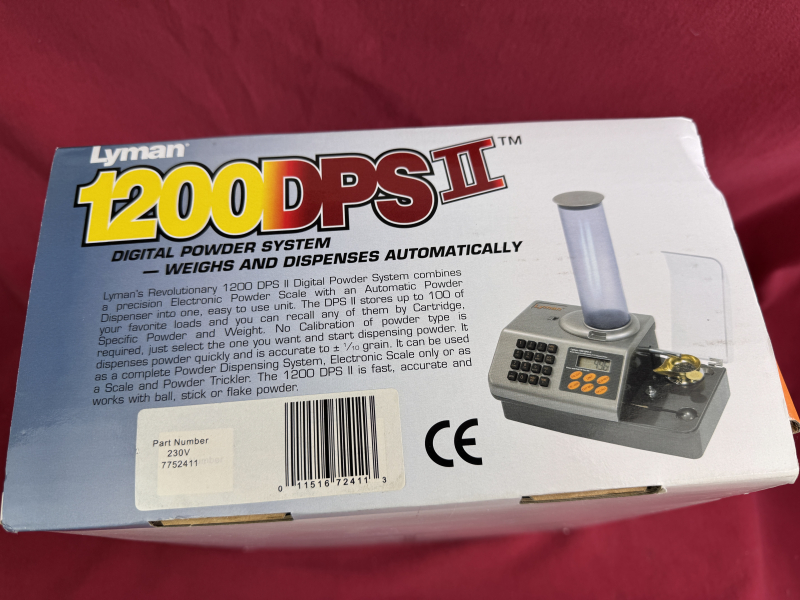 Lyman
1200DPS II™
DIGITAL POWDER SYSTEM
— WEIGHS AND DISPENSES AUTOMATICALLY
Lyman's Revolutionary 1200 DPS II Digital Powder System combines
a precision Electronic Powder Scale with an Automatic Powder
Dispenser into one, easy to use unit. The DPS II stores up to 100 of
your favorite loads and you can recall any of them by Cartridge,
Specific Powder and Weight. No Calibration of powder type is
required, just select the one you want and start dispensing powder. It
dispenses powder quickly and is accurate to ± 1/10 grain. It can be used
as a complete Powder Dispensing System, Electronic Scale only or as
a Scale and Powder Trickler. The 1200 DPS II is fast, accurate and
works with ball, stick or flake powder.
Part Number
230V
7752411
0 11516 72411 3
CE